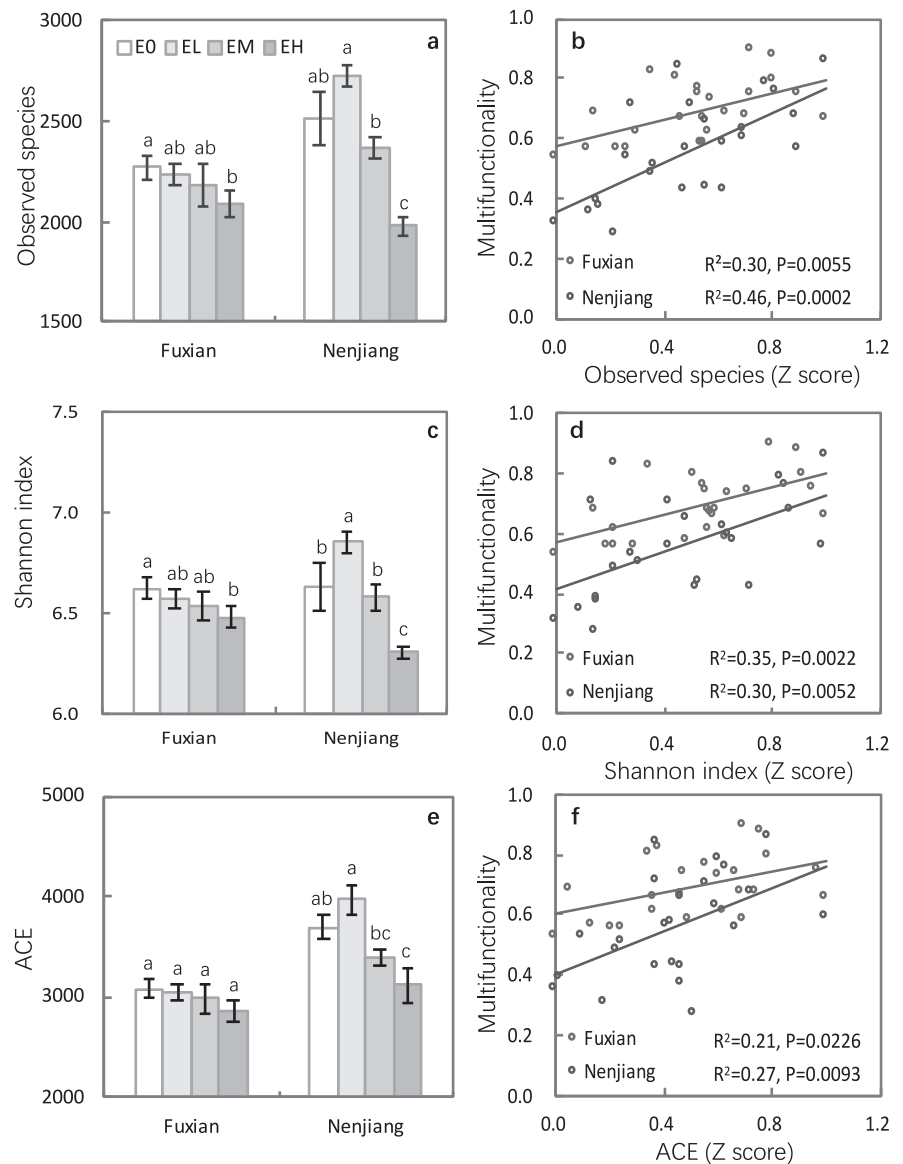 3000
2500
2000
1500
Observed species
E0 EL EM EH
a
a ab ab b
ab a b c
Fuxian Nenjiang
b
1.0
0.8
0.6
0.4
0.2
0.0
Multifunctionality
Fuxian R²=0.30, P=0.0055
Nenjiang R²=0.46, P=0.0002
0.0 0.4 0.8 1.2
Observed species (Z score)
7.5
7.0
6.5
6.0
Shannon index
c
a ab ab b
b a b c
Fuxian Nenjiang
d
1.0
0.8
0.6
0.4
0.2
0.0
Multifunctionality
Fuxian R²=0.35, P=0.0022
Nenjiang R²=0.30, P=0.0052
0.0 0.4 0.8 1.2
Shannon index (Z score)
5000
4000
3000
2000
ACE
e
a a a a
ab a bc c
Fuxian Nenjiang
f
1.0
0.8
0.6
0.4
0.2
0.0
Multifunctionality
Fuxian R²=0.21, P=0.0226
Nenjiang R²=0.27, P=0.0093
0.0 0.4 0.8 1.2
ACE (Z score)